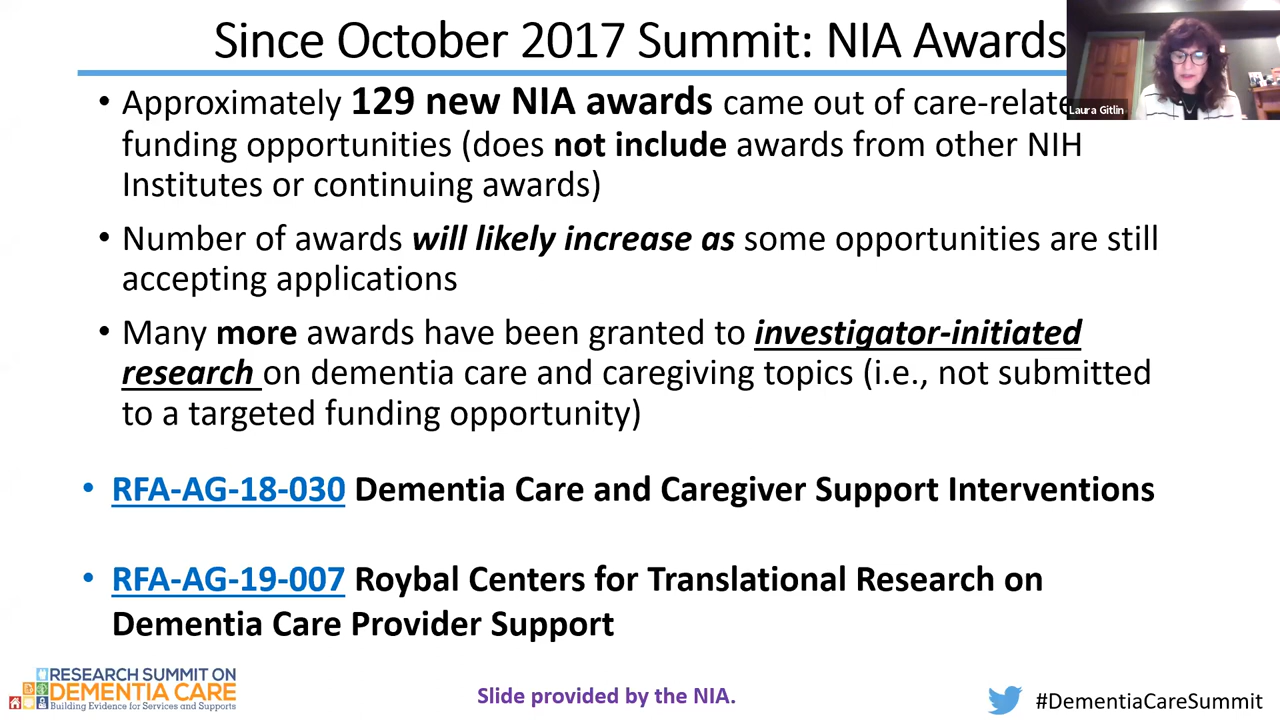 Since October 2017 Summit: NIA Awards
Laura Gitlin
• Approximately 129 new NIA awards came out of care-relate
funding opportunities (does not include awards from other NIH
Institutes or continuing awards)
• Number of awards will likely increase as some opportunities are still
accepting applications
• Many more awards have been granted to investigator-initiated
research on dementia care and caregiving topics (i.e., not submitted
to a targeted funding opportunity)
• RFA-AG-18-030 Dementia Care and Caregiver Support Interventions
• RFA-AG-19-007 Roybal Centers for Translational Research on
Dementia Care Provider Support
RESEARCH SUMMIT ON
DEMENTIA CARE
Building Evidence for Services and Supports
Slide provided by the NIA.
#DementiaCareSummit